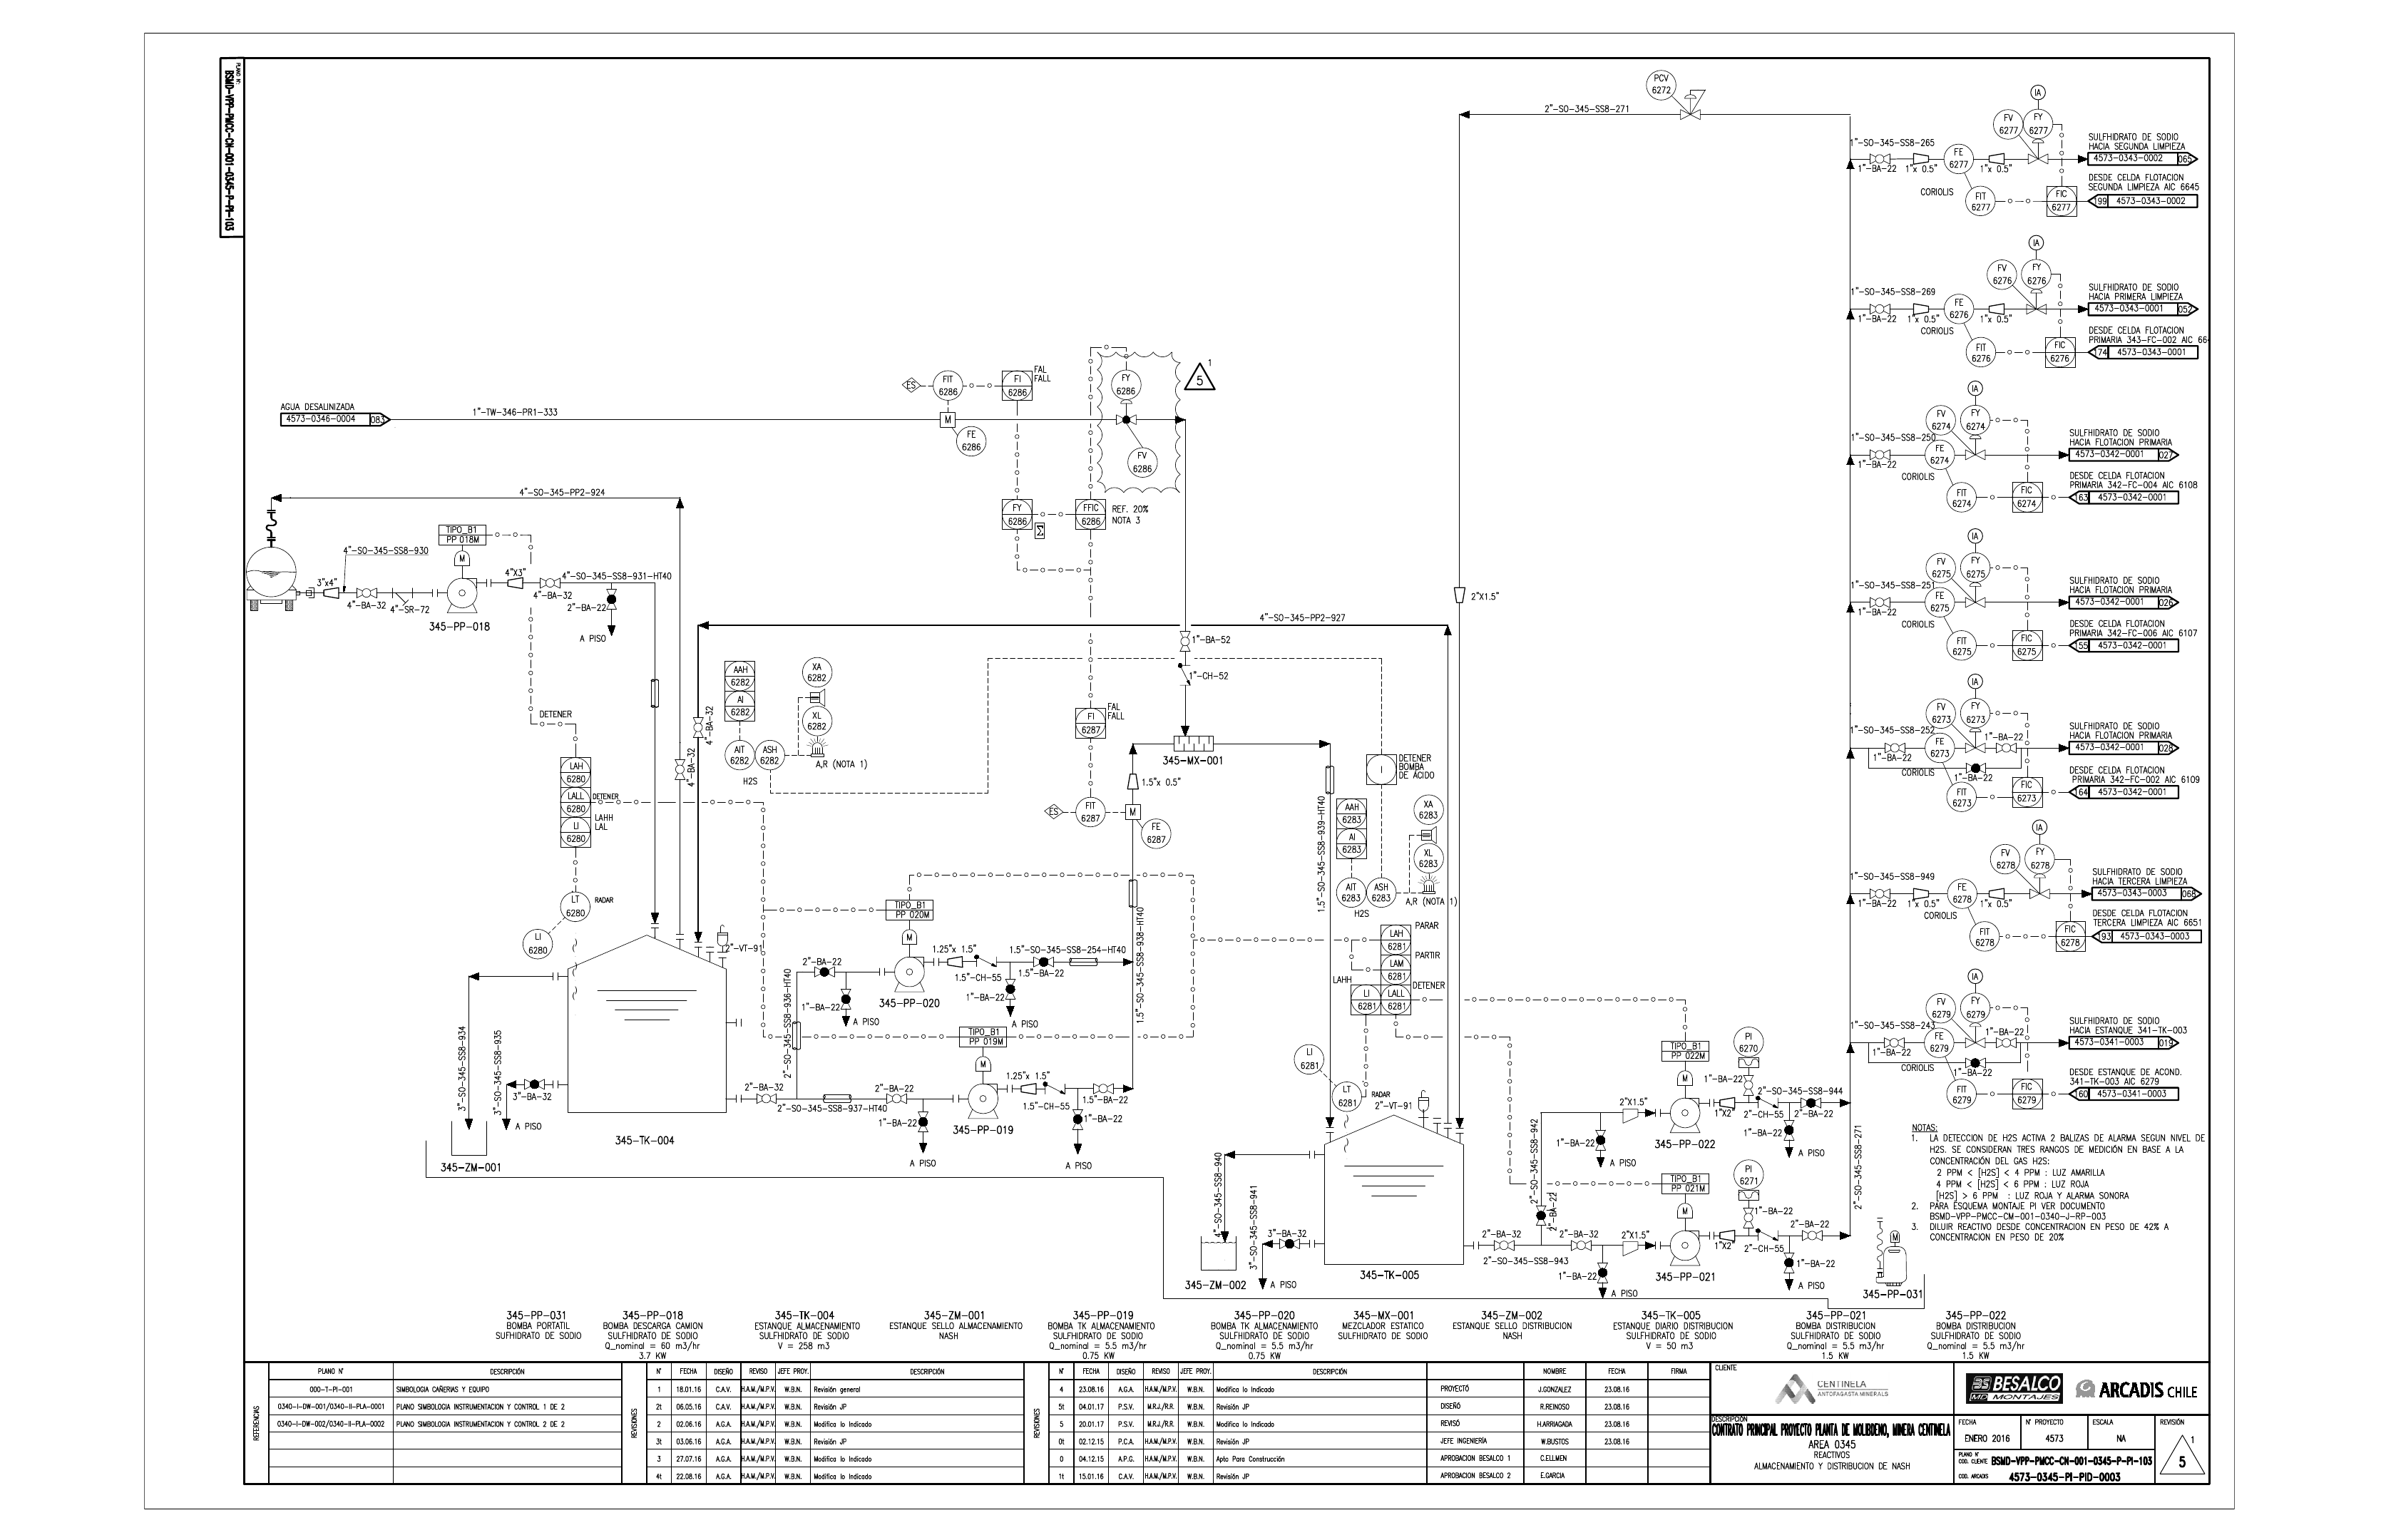 PLANO N°:
BSMD-VPP-PMCC-CN-001-0345-P-PI-103
PCV
6272
2"-SO-345-SS8-271
1"-SO-345-SS8-265
1"-BA-22
1"x 0.5"
FE
6277
1"x 0.5"
FV
6277
FY
6277
IA
CORIOLIS
FIT
6277
FIC
6277
SULFHIDRATO DE SODIO
HACIA SEGUNDA LIMPIEZA
4573-0343-0002
065
DESDE CELDA FLOTACION
SEGUNDA LIMPIEZA AIC 6645
199
4573-0343-0002
1"-SO-345-SS8-269
1"-BA-22
1"x 0.5"
FE
6276
1"x 0.5"
FV
6276
FY
6276
IA
CORIOLIS
FIT
6276
FIC
6276
SULFHIDRATO DE SODIO
HACIA PRIMERA LIMPIEZA
4573-0343-0001
052
DESDE CELDA FLOTACION
PRIMARIA 343-FC-002 AIC 66
174
4573-0343-0001
1"-SO-345-SS8-250
1"-BA-22
FE
6274
FV
6274
FY
6274
IA
CORIOLIS
FIT
6274
FIC
6274
SULFHIDRATO DE SODIO
HACIA FLOTACION PRIMARIA
4573-0342-0001
027
DESDE CELDA FLOTACION
PRIMARIA 342-FC-004 AIC 6108
163
4573-0342-0001
1"-SO-345-SS8-251
1"-BA-22
FE
6275
FV
6275
FY
6275
IA
CORIOLIS
FIT
6275
FIC
6275
SULFHIDRATO DE SODIO
HACIA FLOTACION PRIMARIA
4573-0342-0001
026
DESDE CELDA FLOTACION
PRIMARIA 342-FC-006 AIC 6107
155
4573-0342-0001
1"-SO-345-SS8-252
1"-BA-22
FE
6273
FV
6273
FY
6273
IA
1"-BA-22
1"-BA-22
CORIOLIS
FIT
6273
FIC
6273
SULFHIDRATO DE SODIO
HACIA FLOTACION PRIMARIA
4573-0342-0001
028
DESDE CELDA FLOTACION
PRIMARIA 342-FC-002 AIC 6109
164
4573-0342-0001
1"-SO-345-SS8-949
1"-BA-22
1"x 0.5"
FE
6278
1"x 0.5"
FV
6278
FY
6278
IA
CORIOLIS
FIT
6278
FIC
6278
SULFHIDRATO DE SODIO
HACIA TERCERA LIMPIEZA
4573-0343-0003
068
DESDE CELDA FLOTACION
TERCERA LIMPIEZA AIC 6651
193
4573-0343-0003
1"-SO-345-SS8-243
1"-BA-22
FE
6279
FV
6279
FY
6279
IA
1"-BA-22
1"-BA-22
CORIOLIS
FIT
6279
FIC
6279
SULFHIDRATO DE SODIO
HACIA ESTANQUE 341-TK-003
4573-0341-0003
019
DESDE ESTANQUE DE ACOND.
341-TK-003 AIC 6279
160
4573-0341-0003
AGUA DESALINIZADA
4573-0346-0004
083
1"-TW-346-PR1-333
ES
FIT
6286
FI
6286
FAL
FALL
M
FE
6286
FY
6286
FV
6286
5
1
FY
6286
Σ
FFIC
6286
REF. 20%
NOTA 3
4"-SO-345-PP2-924
TIPO_B1
PP 018M
M
4"-SO-345-SS8-930
3"x4"
4"-BA-32
4"-SR-72
345-PP-018
4"X3"
4"-BA-32
4"-SO-345-SS8-931-HT40
2"-BA-22
A PISO
DETENER
4"-SO-345-PP2-927
2"X1.5"
1"-BA-52
1"-CH-52
345-MX-001
AAH
6282
AI
6282
AIT
6282
ASH
6282
H2S
XA
6282
XL
6282
A,R (NOTA 1)
4"-BA-32
4"-BA-32
LAH
6280
LALL
6280
LI
6280
DETENER
LAHH
LAL
LT
6280
RADAR
LI
6280
FI
6287
FAL
FALL
1.5"x 0.5"
ES
FIT
6287
M
FE
6287
1.5"-SO-345-SS8-939-HT40
I
DETENER
BOMBA
DE ACIDO
AAH
6283
AI
6283
AIT
6283
ASH
6283
H2S
XA
6283
XL
6283
A,R (NOTA 1)
2"-VT-91
TIPO_B1
PP 020M
M
2"-BA-22
1"-BA-22
A PISO
345-PP-020
1.25"x 1.5"
1.5"-CH-55
1.5"-SO-345-SS8-254-HT40
1.5"-BA-22
1"-BA-22
A PISO
1.5"-SO-345-SS8-938-HT40
2"-SO-345-SS8-936-HT40
TIPO_B1
PP 019M
M
2"-BA-32
2"-SO-345-SS8-937-HT40
2"-BA-22
1"-BA-22
A PISO
345-PP-019
1.25"x 1.5"
1.5"-CH-55
1.5"-BA-22
1"-BA-22
A PISO
3"-SO-345-SS8-934
3"-SO-345-SS8-935
3"-BA-32
A PISO
345-ZM-001
345-TK-004
LAH
6281
LAM
6281
LI
6281
LALL
6281
PARAR
PARTIR
DETENER
LAHH
LI
6281
LT
6281
RADAR
2"-VT-91
4"-SO-345-SS8-940
3"-SO-345-SS8-941
3"-BA-32
A PISO
345-ZM-002
345-TK-005
2"-BA-32
2"-SO-345-SS8-943
2"-SO-345-SS8-942
2"-BA-22
2"-BA-32
TIPO_B1
PP 022M
M
2"X1.5"
1"-BA-22
A PISO
345-PP-022
PI
6270
1"-BA-22
1"X2"
2"-CH-55
2"-SO-345-SS8-944
2"-BA-22
1"-BA-22
A PISO
TIPO_B1
PP 021M
M
2"X1.5"
1"-BA-22
A PISO
345-PP-021
PI
6271
1"-BA-22
1"X2"
2"-CH-55
2"-BA-22
1"-BA-22
A PISO
2"-SO-345-SS8-271
M
345-PP-031
NOTAS:
1. LA DETECCION DE H2S ACTIVA 2 BALIZAS DE ALARMA SEGUN NIVEL DE
H2S. SE CONSIDERAN TRES RANGOS DE MEDICIÓN EN BASE A LA
CONCENTRACIÓN DEL GAS H2S:
2 PPM < [H2S] < 4 PPM : LUZ AMARILLA
4 PPM < [H2S] < 6 PPM : LUZ ROJA
[H2S] > 6 PPM : LUZ ROJA Y ALARMA SONORA
2. PARA ESQUEMA MONTAJE PI VER DOCUMENTO
BSMD-VPP-PMCC-CM-001-0340-J-RP-003
3. DILUIR REACTIVO DESDE CONCENTRACION EN PESO DE 42% A
CONCENTRACION EN PESO DE 20%
345-PP-031
BOMBA PORTATIL
SUFHIDRATO DE SODIO
345-PP-018
BOMBA DESCARGA CAMION
SULFHIDRATO DE SODIO
Q_nominal = 60 m3/hr
3.7 KW
345-TK-004
ESTANQUE ALMACENAMIENTO
SULFHIDRATO DE SODIO
V = 258 m3
345-ZM-001
ESTANQUE SELLO ALMACENAMIENTO
NASH
345-PP-019
BOMBA TK ALMACENAMIENTO
SULFHIDRATO DE SODIO
Q_nominal = 5.5 m3/hr
0.75 KW
345-PP-020
BOMBA TK ALMACENAMIENTO
SULFHIDRATO DE SODIO
Q_nominal = 5.5 m3/hr
0.75 KW
345-MX-001
MEZCLADOR ESTATICO
SULFHIDRATO DE SODIO
345-ZM-002
ESTANQUE SELLO DISTRIBUCION
NASH
345-TK-005
ESTANQUE DIARIO DISTRIBUCION
SULFHIDRATO DE SODIO
V = 50 m3
345-PP-021
BOMBA DISTRIBUCION
SULFHIDRATO DE SODIO
Q_nominal = 5.5 m3/hr
1.5 KW
345-PP-022
BOMBA DISTRIBUCION
SULFHIDRATO DE SODIO
Q_nominal = 5.5 m3/hr
1.5 KW
REFERENCIAS
PLANO N° DESCRIPCIÓN
000-T-PI-001 SIMBOLOGIA CAÑERIAS Y EQUIPO
0340-I-DW-001/0340-II-PLA-0001 PLANO SIMBOLOGIA INSTRUMENTACION Y CONTROL 1 DE 2
0340-I-DW-002/0340-II-PLA-0002 PLANO SIMBOLOGIA INSTRUMENTACION Y CONTROL 2 DE 2
REVISIONES
N° FECHA DISEÑO REVISO JEFE PROY. DESCRIPCIÓN
1 18.01.16 C.A.V. H.A.M./M.P.V. W.B.N. Revisión general
2t 06.05.16 C.A.V. H.A.M./M.P.V. W.B.N. Revisión JP
2 02.06.16 A.G.A. H.A.M./M.P.V. W.B.N. Modifica lo Indicado
3t 03.06.16 A.G.A. H.A.M./M.P.V. W.B.N. Revisión JP
3 27.07.16 A.G.A. H.A.M./M.P.V. W.B.N. Modifica lo Indicado
4t 22.08.16 A.G.A. H.A.M./M.P.V. W.B.N. Modifica lo Indicado
REVISIONES
N° FECHA DISEÑO REVISO JEFE PROY. DESCRIPCIÓN
4 23.08.16 A.G.A. H.A.M./M.P.V. W.B.N. Modifica lo Indicado
5t 04.01.17 P.S.V. M.R.J./R.R. W.B.N. Revisión JP
5 20.01.17 P.S.V. M.R.J./R.R. W.B.N. Modifica lo Indicado
0t 02.12.15 P.C.A. H.A.M./M.P.V. W.B.N. Revisión JP
0 04.12.15 A.P.G. H.A.M./M.P.V. W.B.N. Apto Para Construcción
1t 15.01.16 C.A.V. H.A.M./M.P.V. W.B.N. Revisión JP
NOMBRE FECHA FIRMA
PROYECTÓ J.GONZALEZ 23.08.16
DISEÑÓ R.REINOSO 23.08.16
REVISÓ H.ARRIAGADA 23.08.16
JEFE INGENIERÍA W.BUSTOS 23.08.16
APROBACION BESALCO 1 C.ELLMEN
APROBACION BESALCO 2 E.GARCIA
CLIENTE
CENTINELA
ANTOFAGASTA MINERALS
DESCRIPCIÓN
CONTRATO PRINCIPAL PROYECTO PLANTA DE MOLIBDENO, MINERA CENTINELA
AREA 0345
REACTIVOS
ALMACENAMIENTO Y DISTRIBUCION DE NASH
BESALCO
MD MONTAJES
ARCADIS CHILE
FECHA
ENERO 2016
N° PROYECTO
4573
ESCALA
NA
REVISIÓN
5
1
PLANO N°
COD. CLIENTE BSMD-VPP-PMCC-CN-001-0345-P-PI-103
COD. ARCADIS 4573-0345-PI-PID-0003